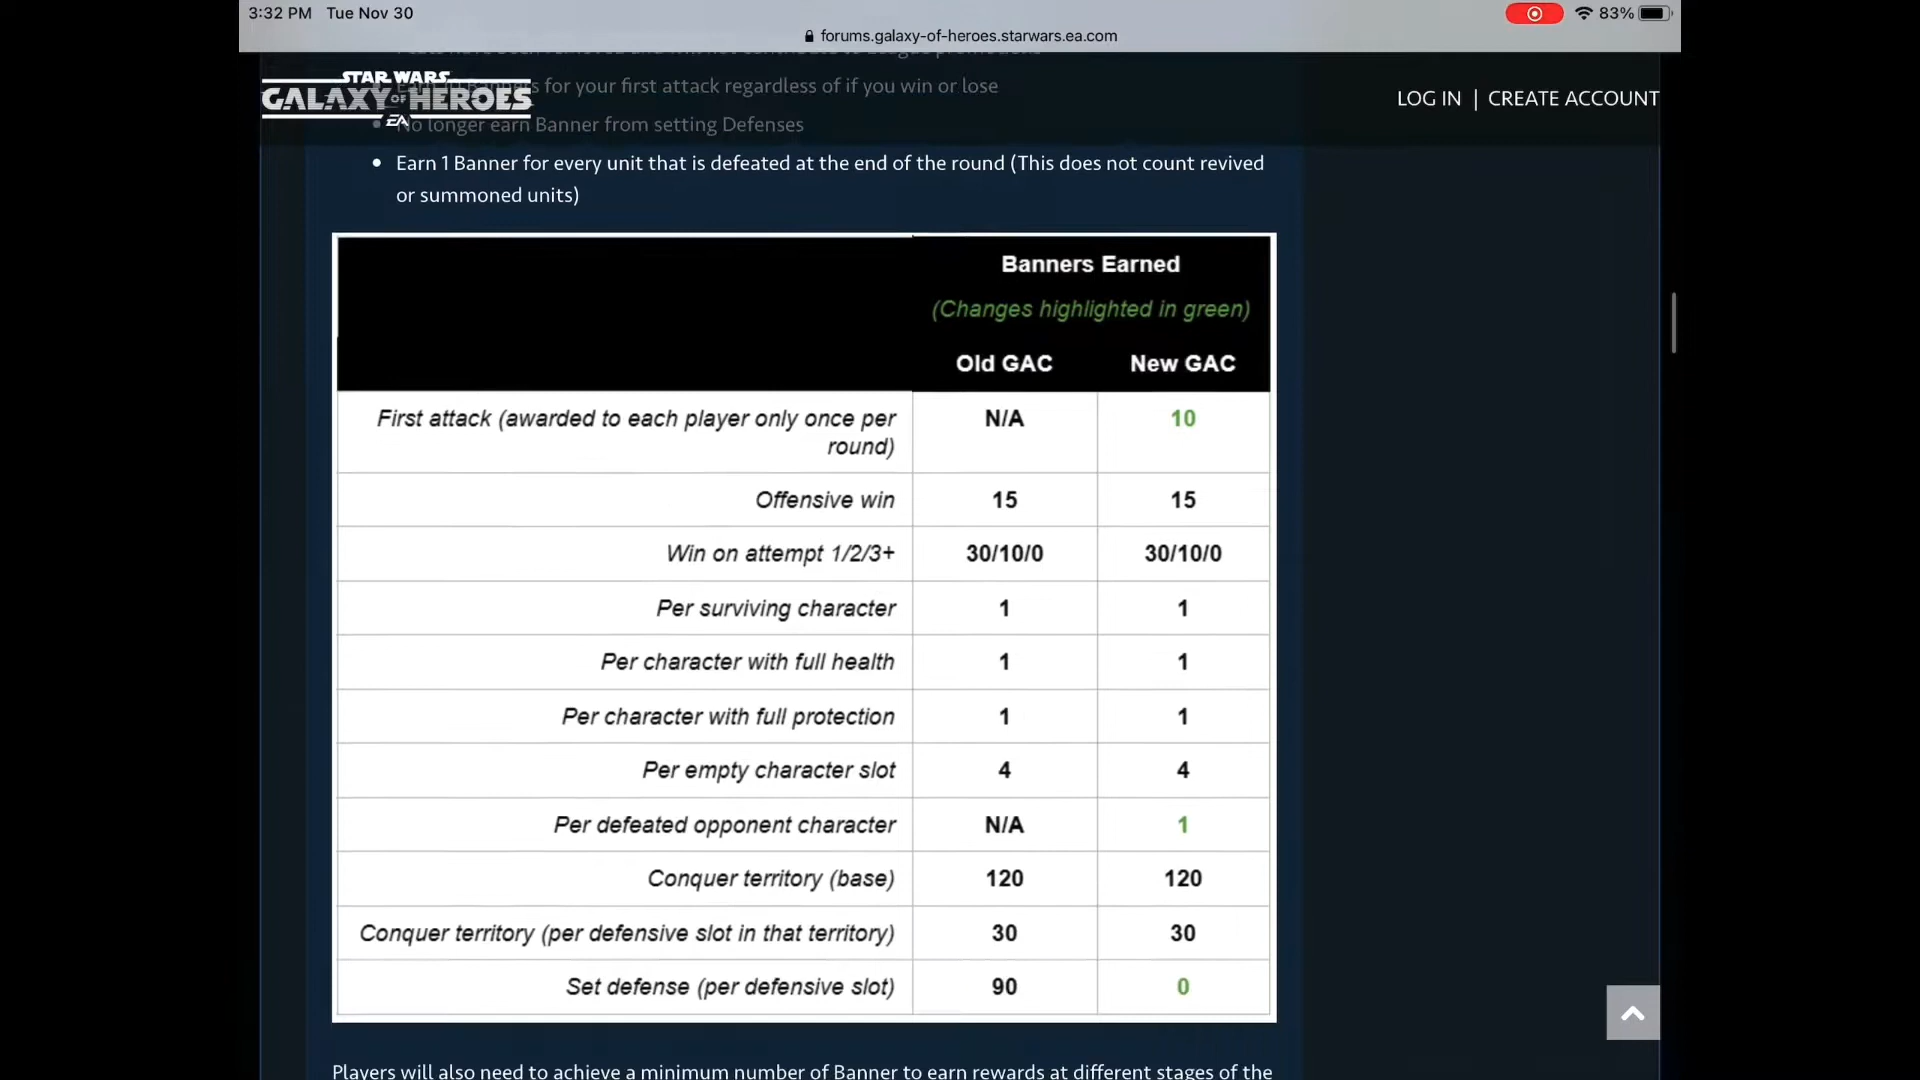 3:32 PM Tue Nov 30
83%
forums.galaxy-of-heroes.starwars.ea.com
STAR WARS
GALAXY OF HEROES
EA
LOG IN | CREATE ACCOUNT
for your first attack regardless of if you win or lose
No longer earn Banner from setting Defenses
• Earn 1 Banner for every unit that is defeated at the end of the round (This does not count revived
or summoned units)
Banners Earned
(Changes highlighted in green)
Old GAC New GAC
First attack (awarded to each player only once per
round) N/A 10
Offensive win 15 15
Win on attempt 1/2/3+ 30/10/0 30/10/0
Per surviving character 1 1
Per character with full health 1 1
Per character with full protection 1 1
Per empty character slot 4 4
Per defeated opponent character N/A 1
Conquer territory (base) 120 120
Conquer territory (per defensive slot in that territory) 30 30
Set defense (per defensive slot) 90 0
Players will also need to achieve a minimum number of Banner to earn rewards at different stages of the